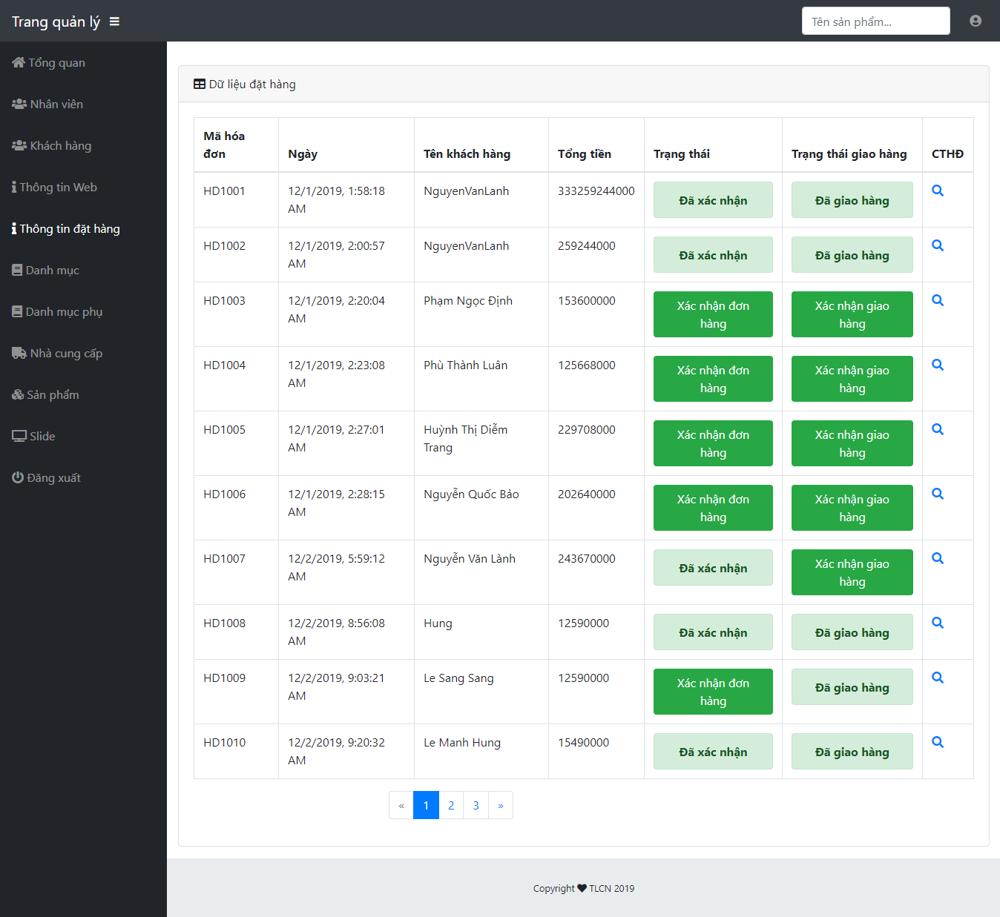 Trang quản lý
Tên sản phẩm...
Tổng quan
Nhân viên
Khách hàng
Thông tin Web
Thông tin đặt hàng
Danh mục
Danh mục phụ
Nhà cung cấp
Sản phẩm
Slide
Đăng xuất
Dữ liệu đặt hàng
Mã hóa
đơn
Ngày
Tên khách hàng
Tổng tiền
Trạng thái
Trạng thái giao hàng
CTHĐ
HD1001
12/1/2019, 1:58:18
AM
NguyenVanLanh
333259244000
Đã xác nhận
Đã giao hàng
HD1002
12/1/2019, 2:00:57
AM
NguyenVanLanh
259244000
Đã xác nhận
Đã giao hàng
HD1003
12/1/2019, 2:20:04
AM
Phạm Ngọc Định
153600000
Xác nhận đơn
hàng
Xác nhận giao
hàng
HD1004
12/1/2019, 2:23:08
AM
Phù Thành Luân
125668000
Xác nhận đơn
hàng
Xác nhận giao
hàng
HD1005
12/1/2019, 2:27:01
AM
Huỳnh Thị Diễm
Trang
229708000
Xác nhận đơn
hàng
Xác nhận giao
hàng
HD1006
12/1/2019, 2:28:15
AM
Nguyễn Quốc Bảo
202640000
Xác nhận đơn
hàng
Xác nhận giao
hàng
HD1007
12/2/2019, 5:59:12
AM
Nguyễn Văn Lành
243670000
Đã xác nhận
Xác nhận giao
hàng
HD1008
12/2/2019, 8:56:08
AM
Hung
12590000
Đã xác nhận
Đã giao hàng
HD1009
12/2/2019, 9:03:21
AM
Le Sang Sang
12590000
Xác nhận đơn
hàng
Đã giao hàng
HD1010
12/2/2019, 9:20:32
AM
Le Manh Hung
15490000
Đã xác nhận
Đã giao hàng
« 1 2 3 »
Copyright ♥ TLCN 2019